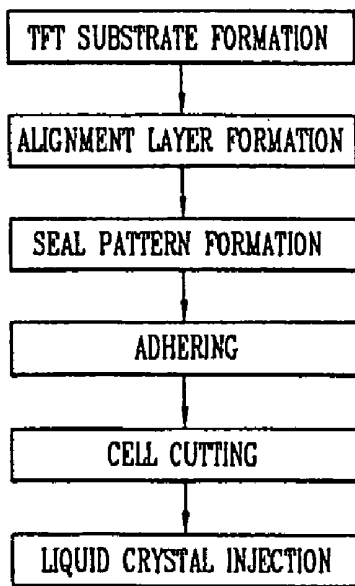 TFT SUBSTRATE FORMATION
ALIGNMENT LAYER FORMATION
SEAL PATTERN FORMATION
ADHERING
CELL CUTTING
LIQUID CRYSTAL INJECTION